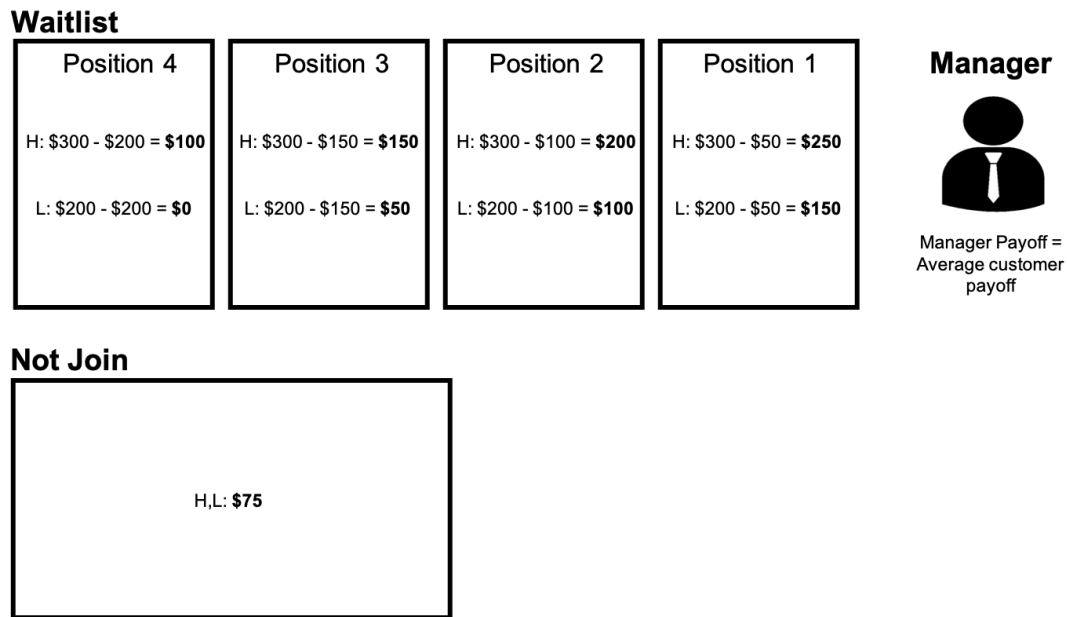 Waitlist
Position 4
Position 3
Position 2
Position 1
Manager
H: $300 - $200 = $100
H: $300 - $150 = $150
H: $300 - $100 = $200
H: $300 - $50 = $250
L: $200 - $200 = $0
L: $200 - $150 = $50
L: $200 - $100 = $100
L: $200 - $50 = $150
Manager Payoff =
Average customer
payoff
Not Join
H,L: $75